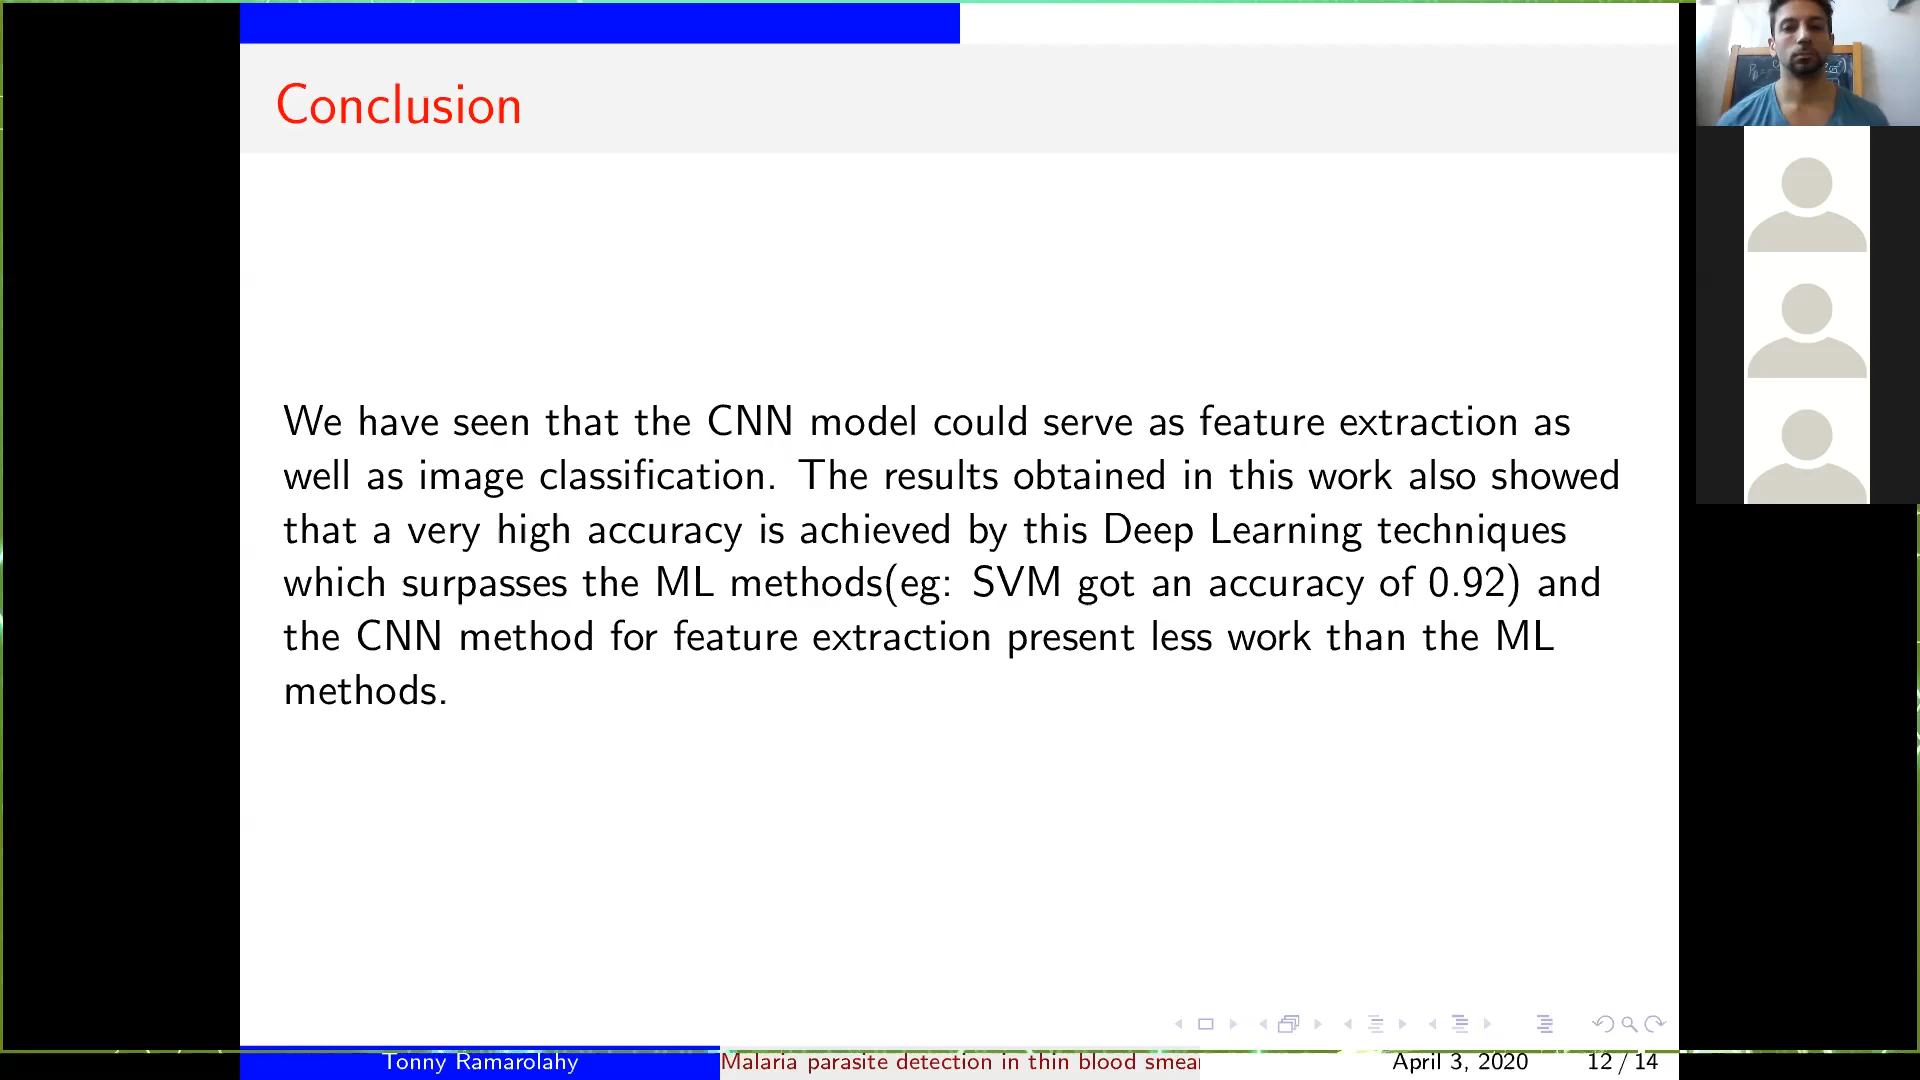 Conclusion
We have seen that the CNN model could serve as feature extraction as
well as image classification. The results obtained in this work also showed
that a very high accuracy is achieved by this Deep Learning techniques
which surpasses the ML methods(eg: SVM got an accuracy of 0.92) and
the CNN method for feature extraction present less work than the ML
methods.
Tonny Ramarolahy
Malaria parasite detection in thin blood smear
April 3, 2020
12 / 14